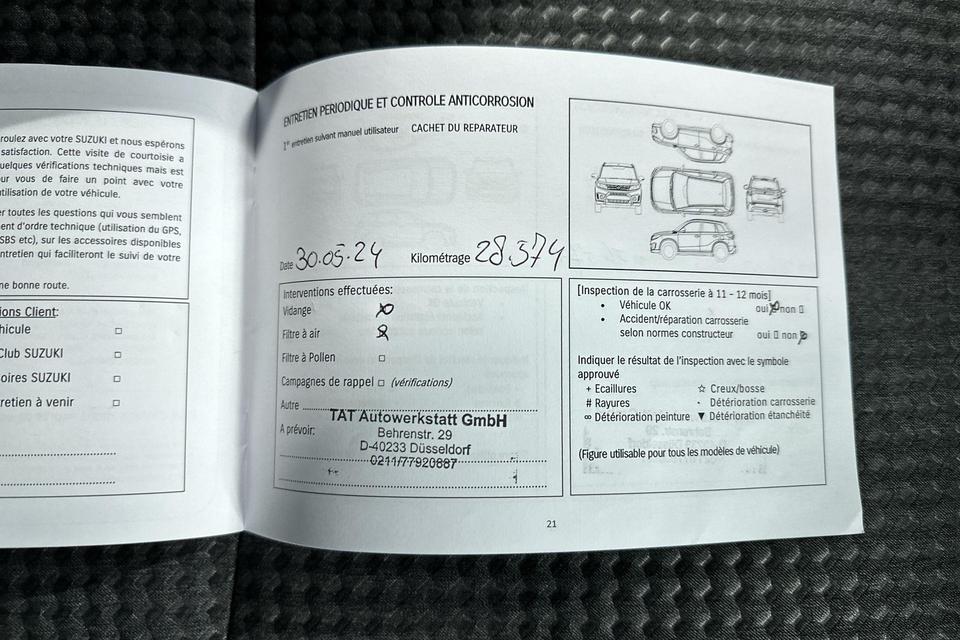 roulez avec votre SUZUKI et nous espérons
satisfaction. Cette visite de courtoisie a
quelques vérifications techniques mais est
our vous de faire un point avec votre
utilisation de votre véhicule.
er toutes les questions qui vous semblent
ent d'ordre technique (utilisation du GPS,
SBS etc), sur les accessoires disponibles
entretien qui faciliteront le suivi de votre
ne bonne route.
ions Client:
hicule □
Club SUZUKI □
oires SUZUKI □
retien à venir □
ENTRETIEN PERIODIQUE ET CONTROLE ANTICORROSION
1er entretien suivant manuel utilisateur CACHET DU REPARATEUR
Date 30.05.24 Kilométrage 28.574
Interventions effectuées:
Vidange
Filtre à air
Filtre à Pollen □
Campagnes de rappel □ (vérifications)
Autre
TAT Autowerkstatt GmbH
A prévoir: Behrenstr. 29
D-40233 Düsseldorf
0211/77920887
[Inspection de la carrosserie à 11 - 12 mois]
• Véhicule OK oui non
• Accident/réparation carrosserie
selon normes constructeur oui non
Indiquer le résultat de l'inspection avec le symbole
approuvé
+ Ecaillures ☆ Creux/bosse
# Rayures - Détérioration carrosserie
∞ Détérioration peinture ▼ Détérioration étanchéité
(Figure utilisable pour tous les modèles de véhicule)
21